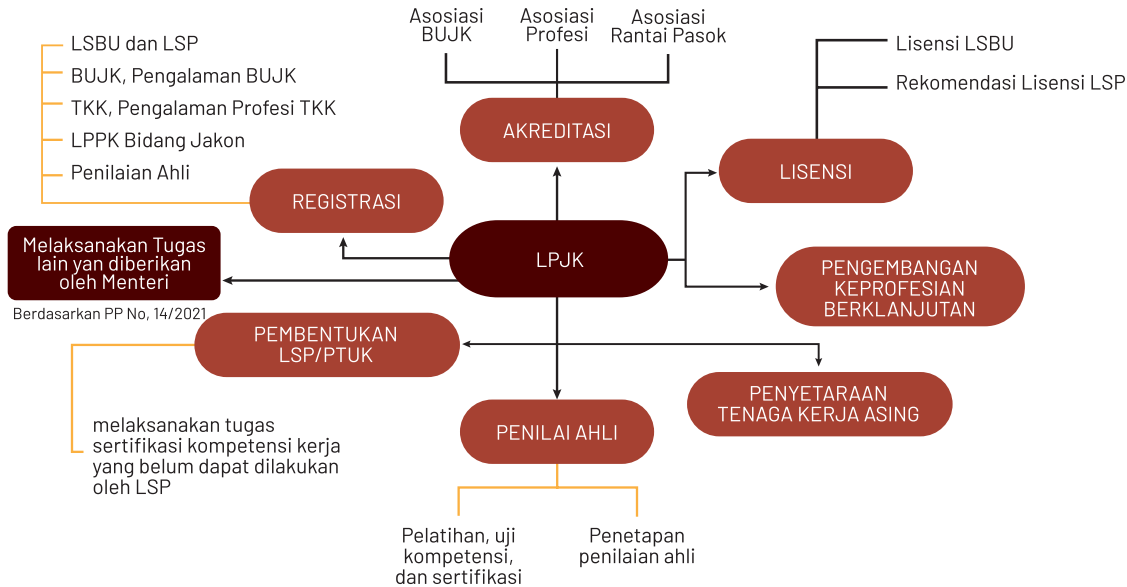 Asosiasi
BUJK
Asosiasi
Profesi
Asosiasi
Rantai Pasok
LSBU dan LSP
BUJK, Pengalaman BUJK
TKK, Pengalaman Profesi TKK
LPPK Bidang Jakon
Penilaian Ahli
Lisensi LSBU
Rekomendasi Lisensi LSP
AKREDITASI
LISENSI
REGISTRASI
LPJK
Melaksanakan Tugas
lain yan diberikan
oleh Menteri
Berdasarkan PP No, 14/2021
PENGEMBANGAN
KEPROFESIAN
BERKLANJUTAN
PEMBENTUKAN
LSP/PTUK
PENYETARAAN
TENAGA KERJA ASING
PENILAI AHLI
melaksanakan tugas
sertifikasi kompetensi kerja
yang belum dapat dilakukan
oleh LSP
Pelatihan, uji
kompetensi,
dan sertifikasi
Penetapan
penilaian ahli